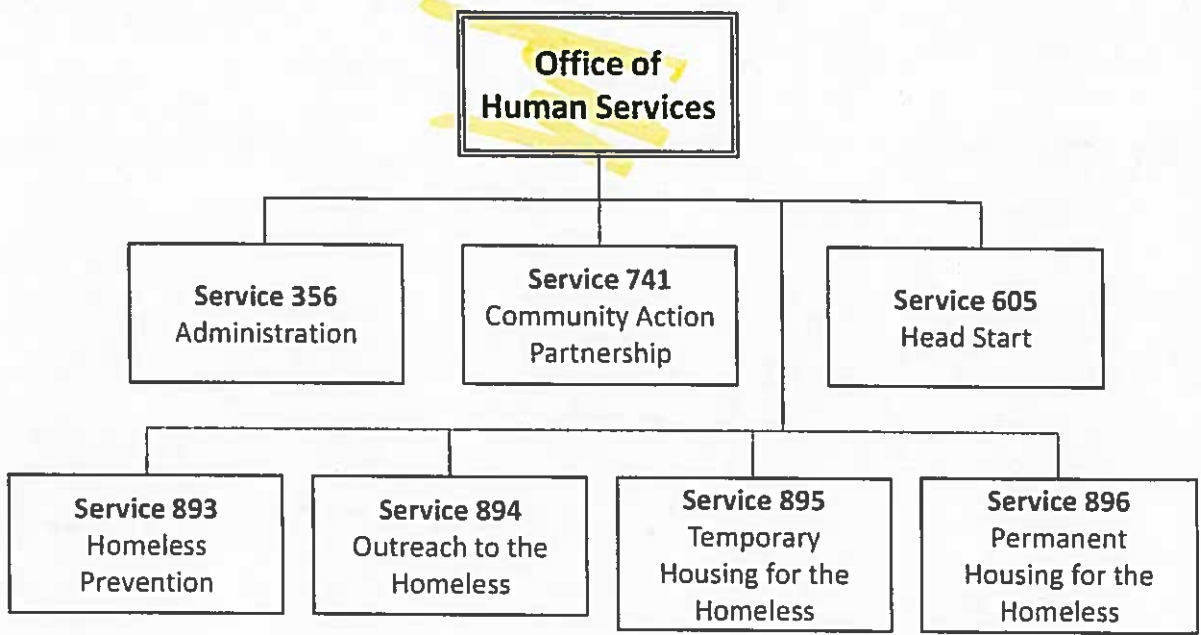 Office of
Human Services
Service 356
Administration
Service 741
Community Action
Partnership
Service 605
Head Start
Service 893
Homeless
Prevention
Service 894
Outreach to the
Homeless
Service 895
Temporary
Housing for the
Homeless
Service 896
Permanent
Housing for the
Homeless